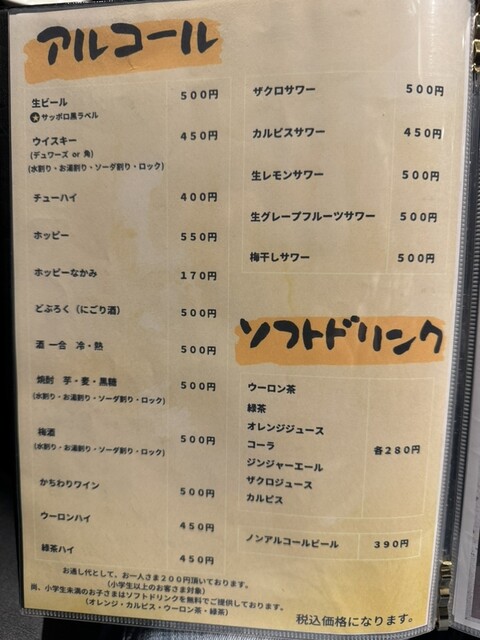 アルコール
生ビール 500円
★サッポロ黒ラベル
ウイスキー 450円
(デュワーズ or 角)
(水割り・お湯割り・ソーダ割り・ロック)
チューハイ 400円
ホッピー 550円
ホッピーなかみ 170円
どぶろく(にごり酒) 500円
酒 一合 冷・熱 500円
焼酎 芋・麦・黒糖 500円
(水割り・お湯割り・ソーダ割り・ロック)
梅酒 500円
(水割り・お湯割り・ソーダ割り・ロック)
かちわりワイン 500円
ウーロンハイ 450円
緑茶ハイ 450円
ザクロサワー 500円
カルピスサワー 450円
生レモンサワー 500円
生グレープフルーツサワー 500円
梅干しサワー 500円
ソフトドリンク
ウーロン茶
緑茶
オレンジジュース
コーラ 各280円
ジンジャーエール
ザクロジュース
カルピス
ノンアルコールビール 390円
お通し代として、お一人さま200円頂いております。
(小学生以上のお客さま対象)
尚、小学生未満のお子さまはソフトドリンクを無料でご提供しております。
(オレンジ・カルピス・ウーロン茶・緑茶)
税込価格になります。